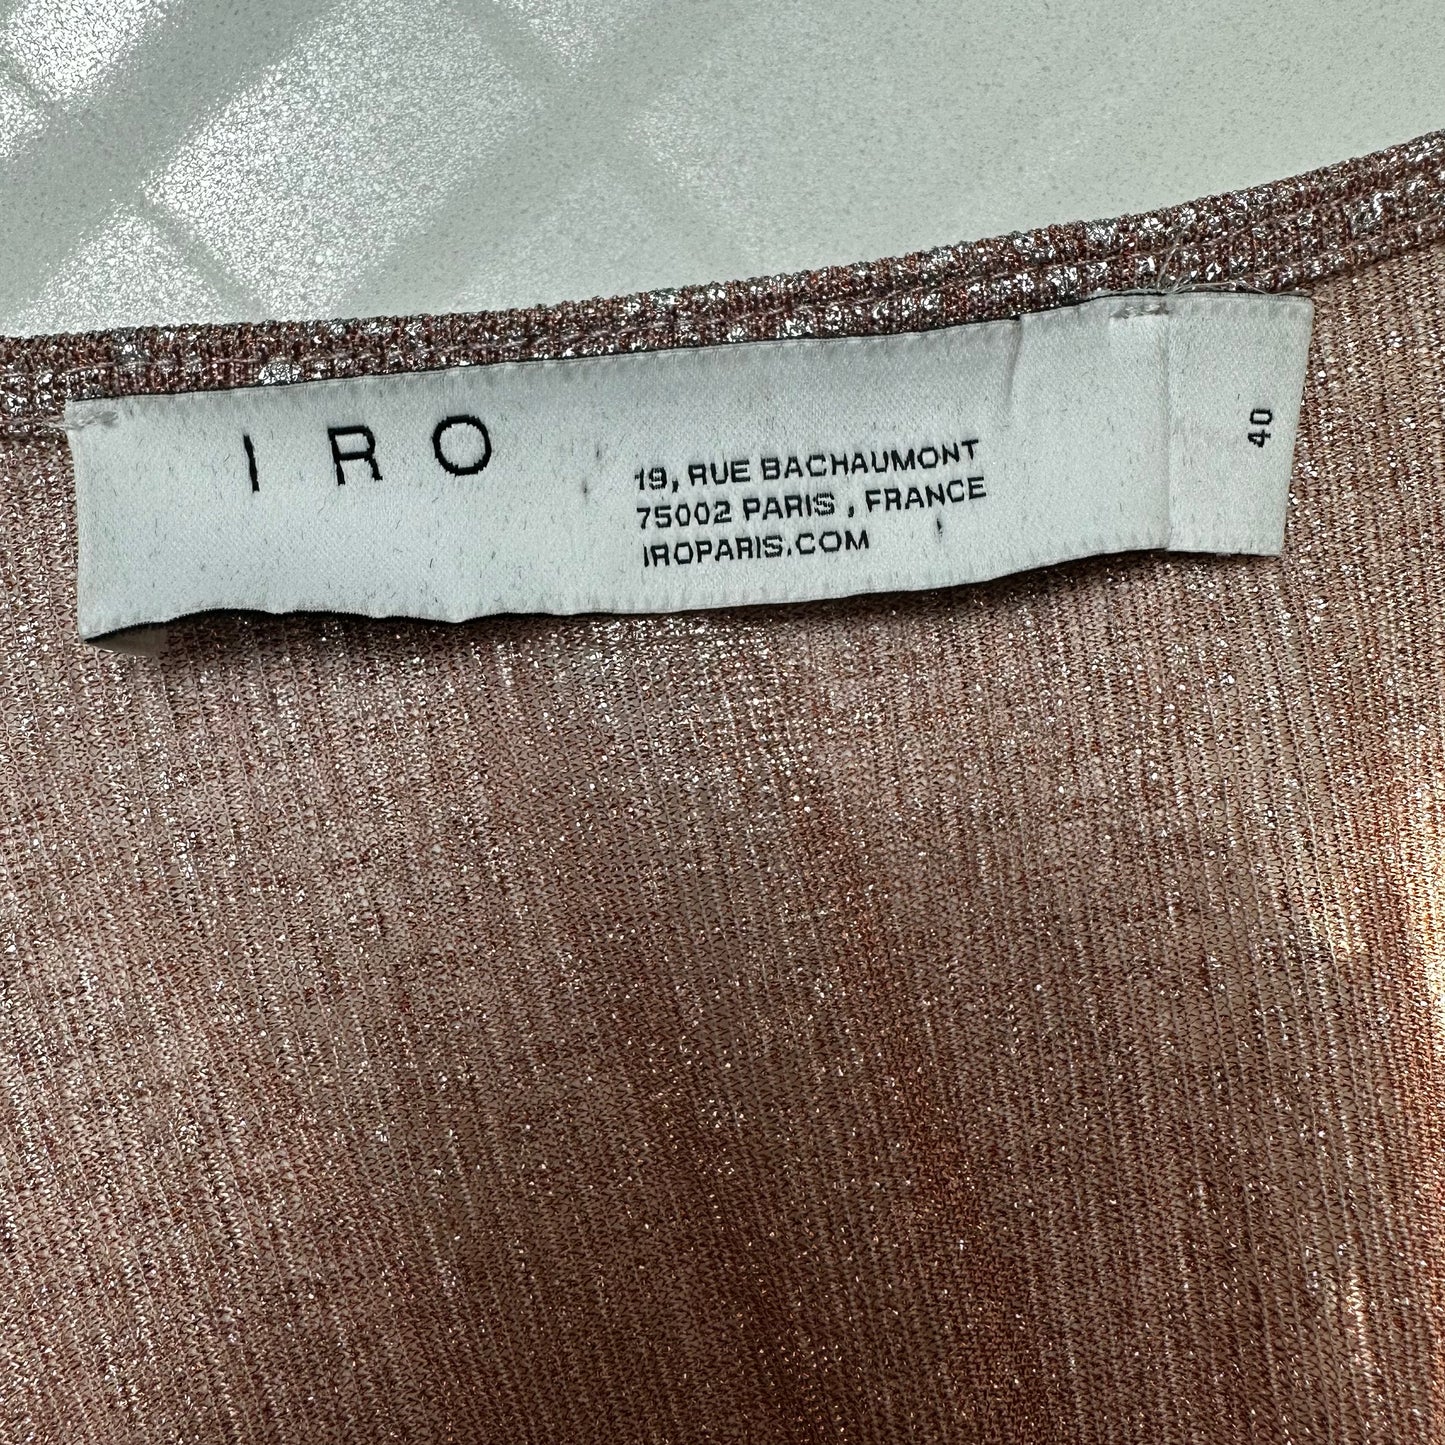 IRO
19, RUE BACHAUMONT
75002 PARIS , FRANCE
IROPARIS.COM
40